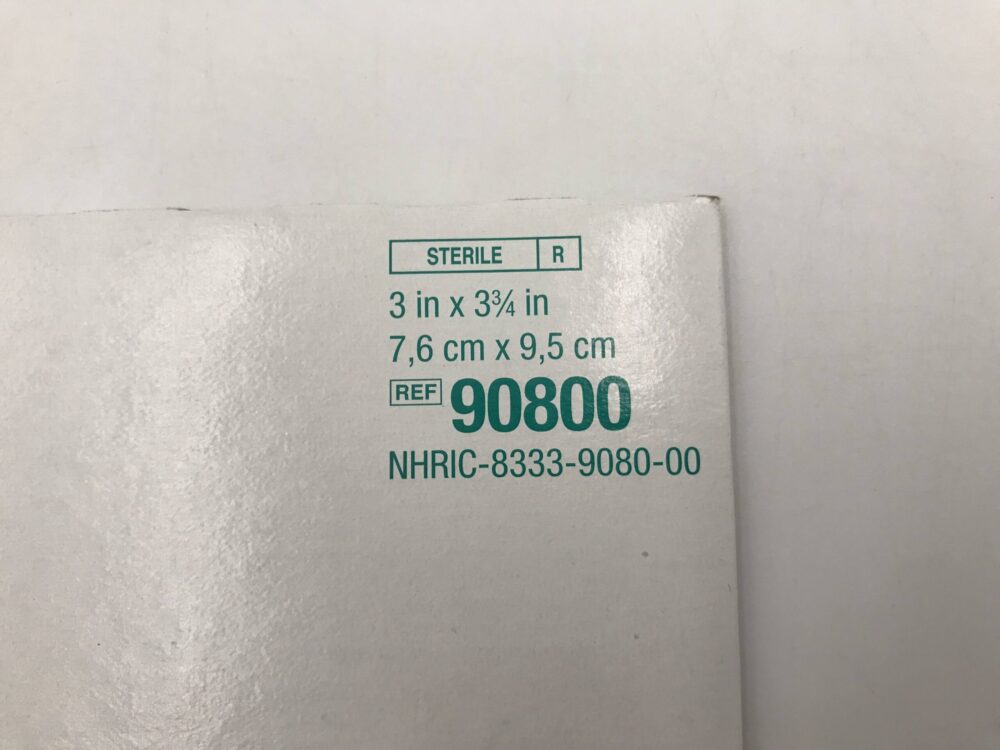 STERILE R
3 in x 3¾ in
7,6 cm x 9,5 cm
REF 90800
NHRIC-8333-9080-00